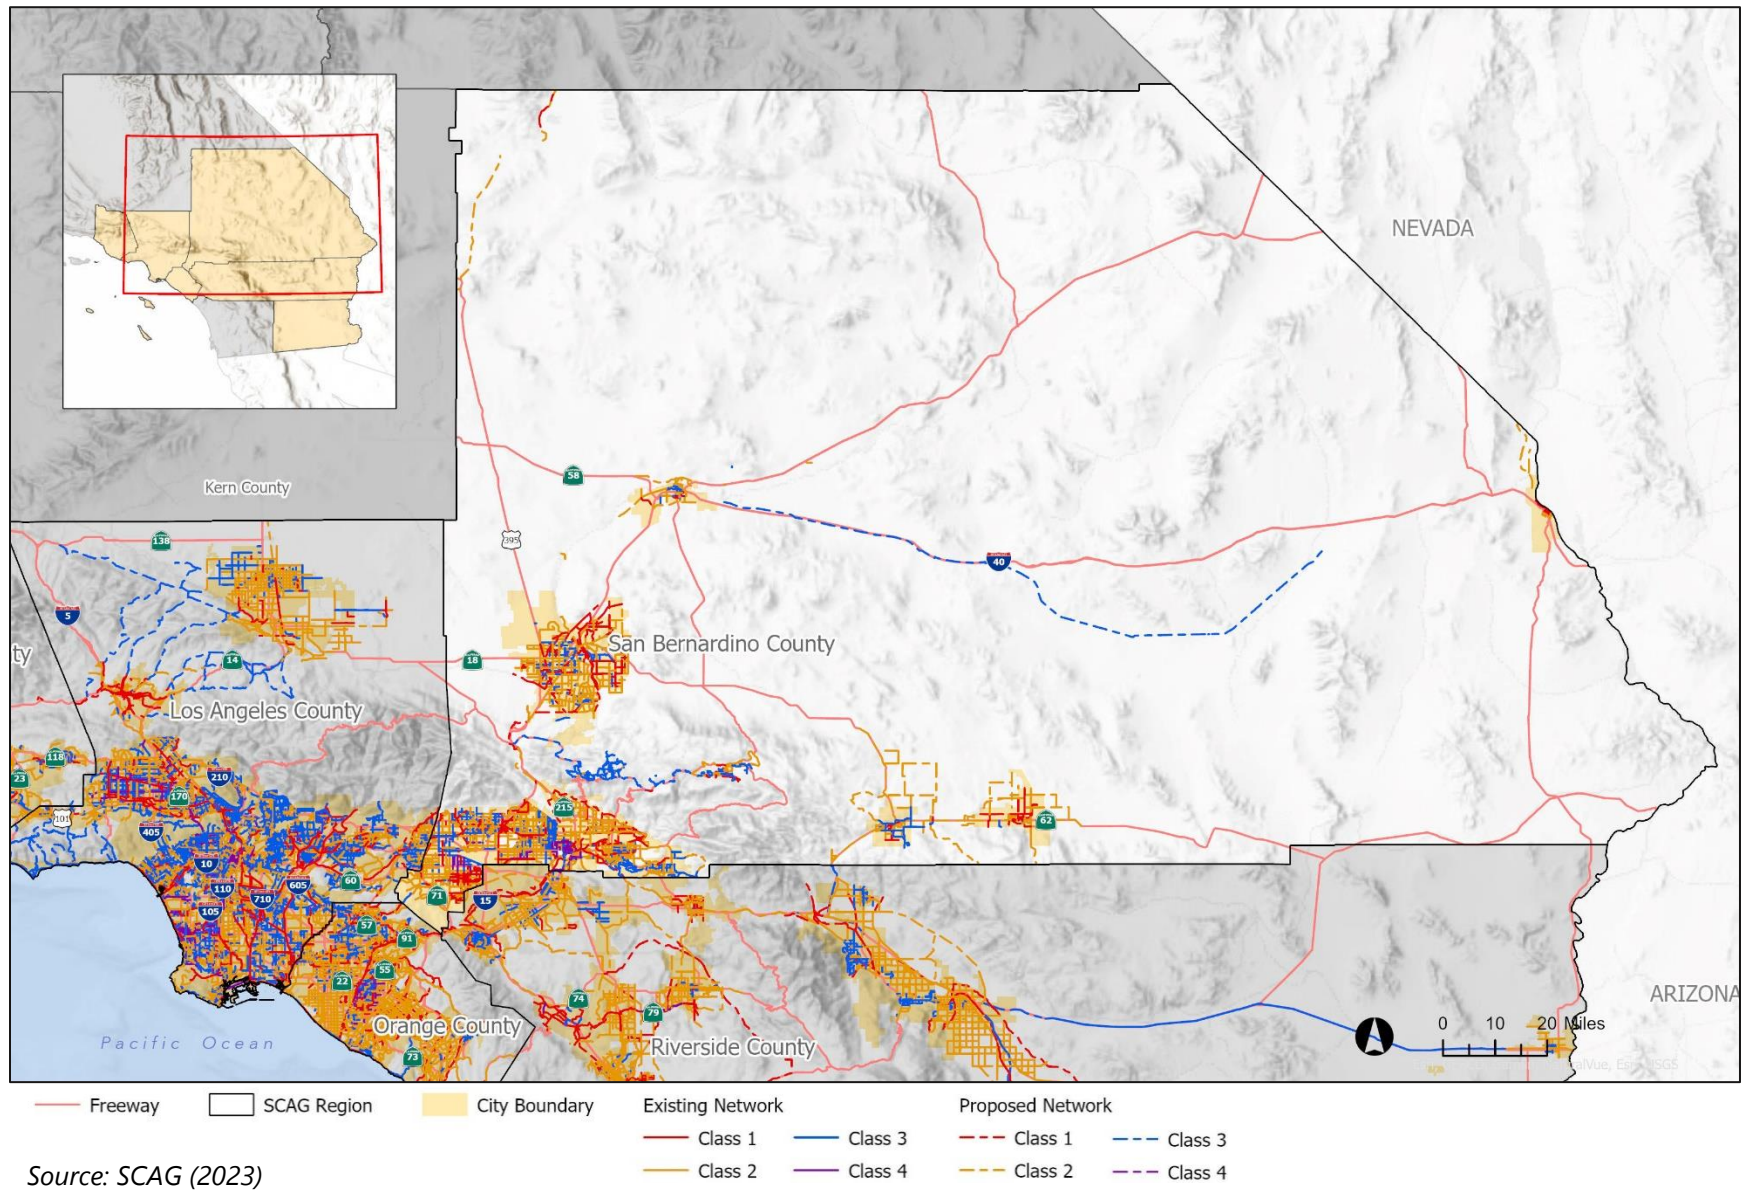 NEVADA
Kern County
58
395
138
40
5
ty
14
18
San Bernardino County
Los Angeles County
118
23
210
170
101
405
215
62
10
60
110
605
71
710
15
105
57
91
55
22
74
79
ARIZONA
Orange County
Riverside County
73
Pacific Ocean
0 10 20 Miles
Freeway
SCAG Region
City Boundary
Existing Network
Proposed Network
Class 1
Class 3
Class 1
Class 3
Class 2
Class 4
Class 2
Class 4
Source: SCAG (2023)